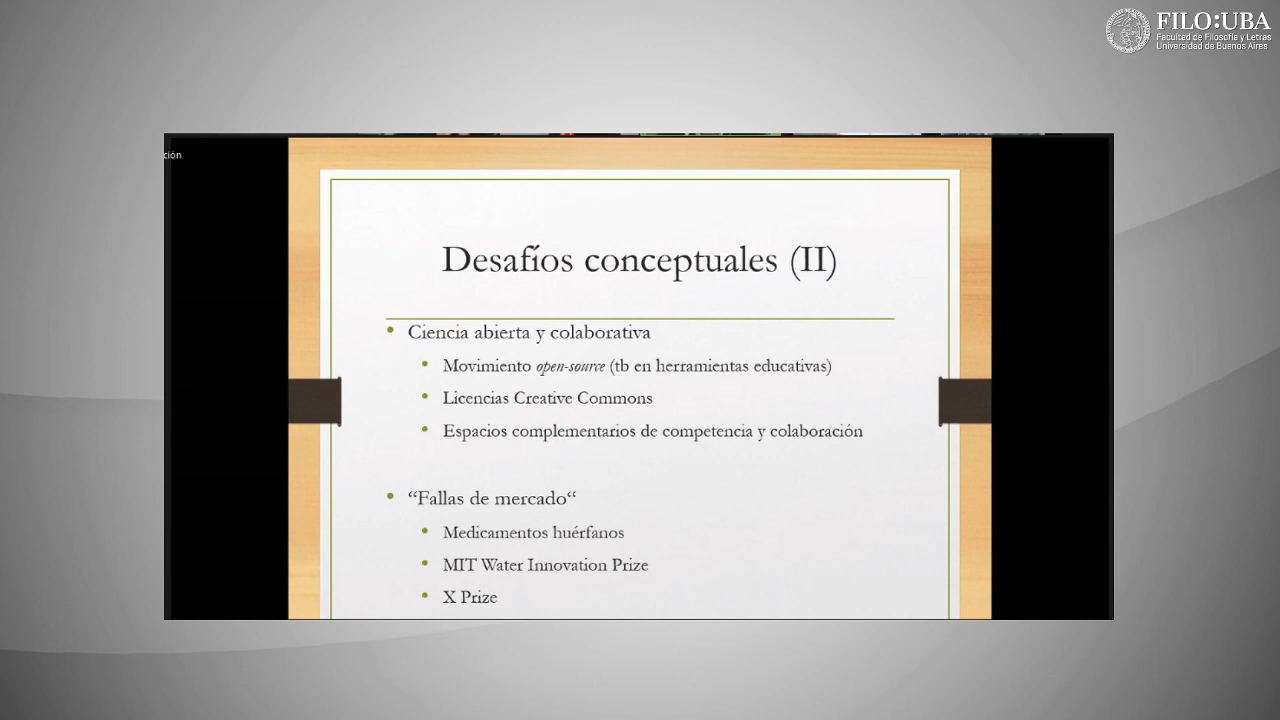 FILO:UBA
Facultad de Filosofía y Letras
Universidad de Buenos Aires
ción
Desafíos conceptuales (II)
• Ciencia abierta y colaborativa
• Movimiento open-source (tb en herramientas educativas)
• Licencias Creative Commons
• Espacios complementarios de competencia y colaboración
• “Fallas de mercado“
• Medicamentos huérfanos
• MIT Water Innovation Prize
• X Prize